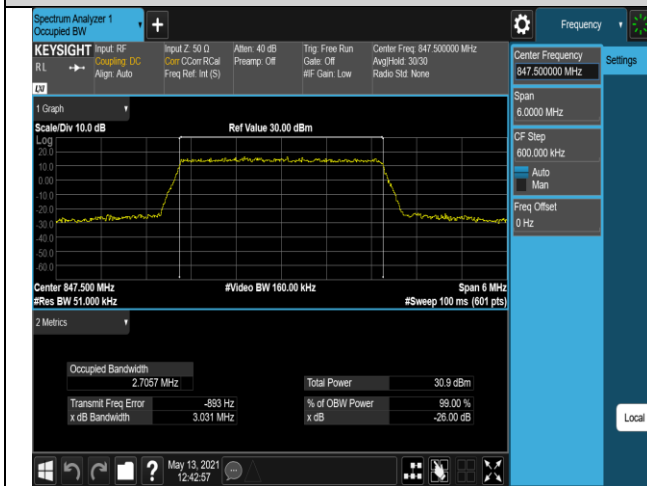 Spectrum Analyzer 1
Occupied BW
+
Frequency
KEYSIGHT
RL
LXI
Input: RF
Coupling: DC
Align: Auto
Input Z: 50 Ω
Corr CCorr RCal
Freq Ref: Int (S)
Atten: 40 dB
Preamp: Off
Trig: Free Run
Gate: Off
#IF Gain: Low
Center Freq: 847.500000 MHz
Avg|Hold: 30/30
Radio Std: None
Center Frequency
847.500000 MHz
Settings
Span
6.0000 MHz
CF Step
600.000 kHz
Auto
Man
Freq Offset
0 Hz
1 Graph
Scale/Div 10.0 dB
Ref Value 30.00 dBm
Log
20.0
10.0
0.00
-10.0
-20.0
-30.0
-40.0
-50.0
-60.0
Center 847.500 MHz
#Video BW 160.00 kHz
Span 6 MHz
#Res BW 51.000 kHz
#Sweep 100 ms (601 pts)
2 Metrics
Occupied Bandwidth
2.7057 MHz
Total Power 30.9 dBm
Transmit Freq Error -893 Hz
% of OBW Power 99.00 %
x dB Bandwidth 3.031 MHz
x dB -26.00 dB
Local
?
May 13, 2021
12:42:57